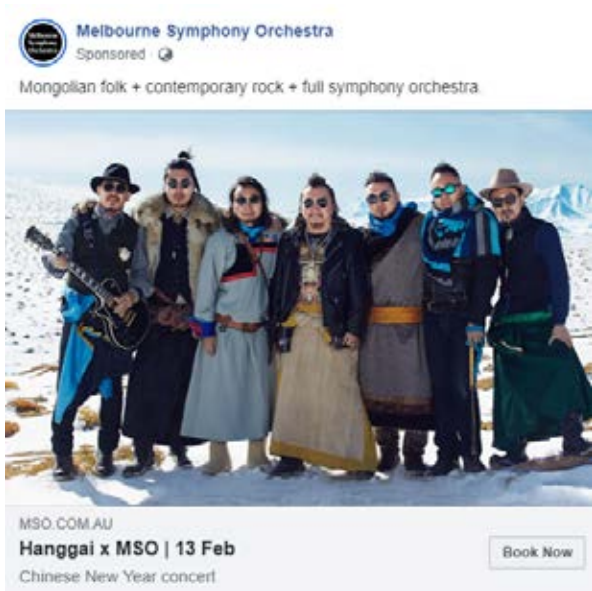 Melbourne Symphony Orchestra
Sponsored
Mongolian folk + contemporary rock + full symphony orchestra.
MSO.COM.AU
Hanggai x MSO | 13 Feb
Book Now
Chinese New Year concert